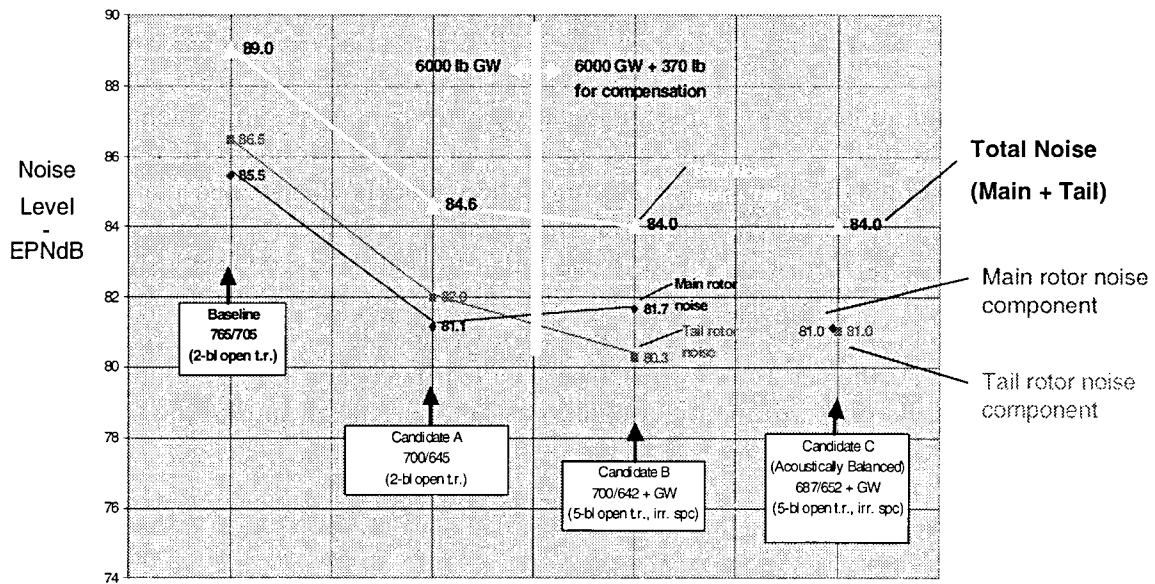 90
88
86
84
82
80
78
76
74
Noise
Level
-
EPNdB
89.0
86.5
85.5
6000 lb GW
6000 GW + 370 lb
for compensation
84.6
84.0
84.0
82.0
81.1
Main rotor
noise
81.7
Tail rotor
noise
80.3
81.0
81.0
Total Noise
(Main + Tail)
Main rotor noise
component
Tail rotor noise
component
Baseline
765/705
(2-bl open t.r.)
Candidate A
700/645
(2-bl open t.r.)
Candidate B
700/642 + GW
(5-bl open t.r., irr. spc)
Candidate C
(Acoustically Balanced)
687/652 + GW
(5-bl open t.r., irr. spc)